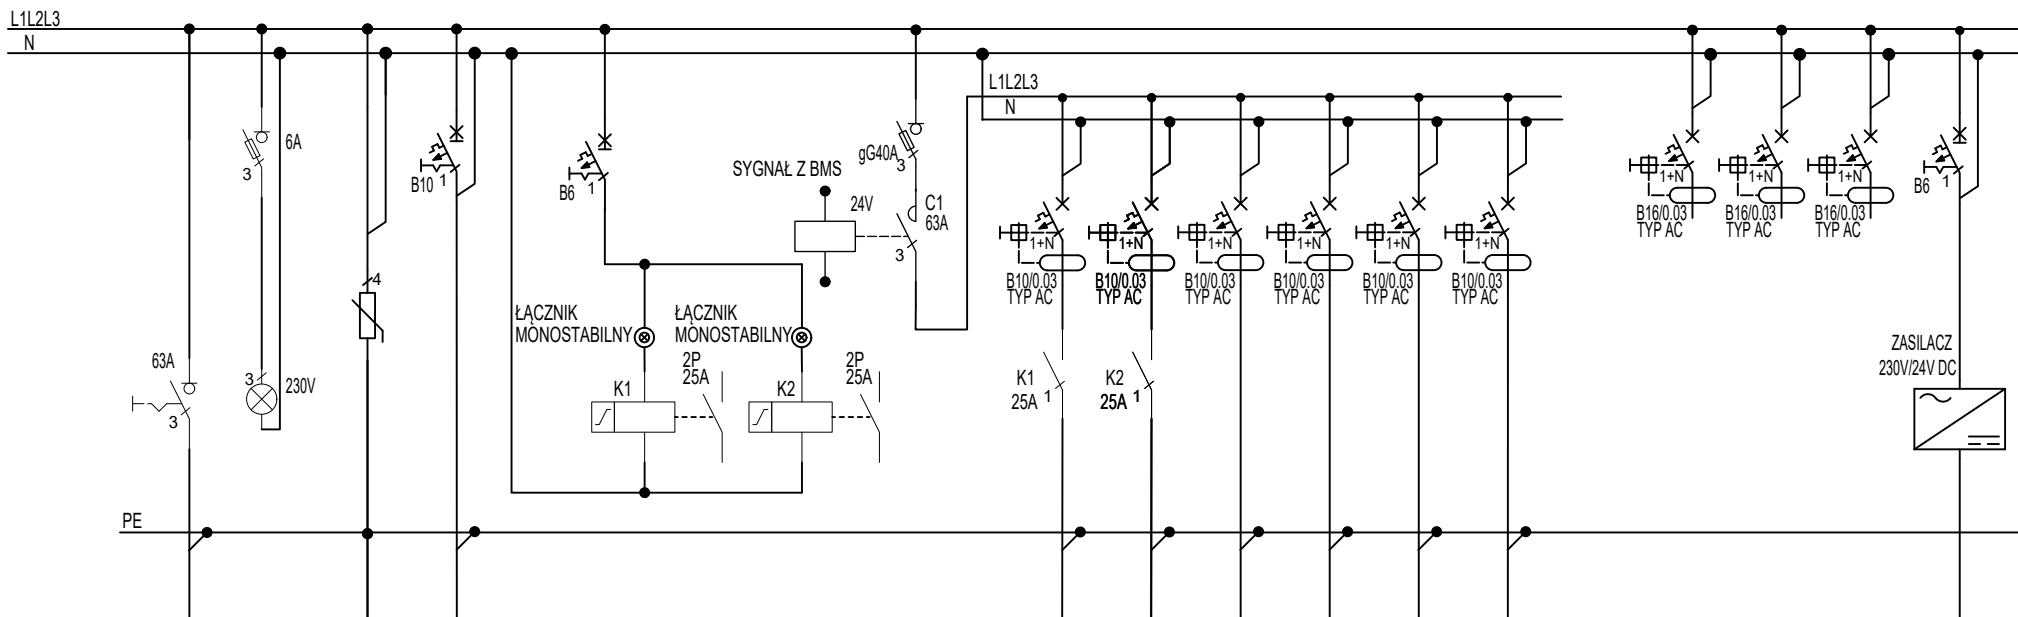 L1L2L3
N
6A
3
B10
1
B6
1
SYGNAŁ Z BMS
24V
gG40A
3
C1
63A
3
L1L2L3
N
1+N
B10/0.03
TYP AC
1+N
B10/0.03
TYP AC
1+N
B10/0.03
TYP AC
1+N
B10/0.03
TYP AC
1+N
B10/0.03
TYP AC
1+N
B10/0.03
TYP AC
1+N
B16/0.03
TYP AC
1+N
B16/0.03
TYP AC
1+N
B16/0.03
TYP AC
B6
1
4
ŁĄCZNIK
MONOSTABILNY
ŁĄCZNIK
MONOSTABILNY
63A
3
3
230V
K1
2P
25A
K2
2P
25A
K1
25A
1
K2
25A
1
ZASILACZ
230V/24V DC
PE